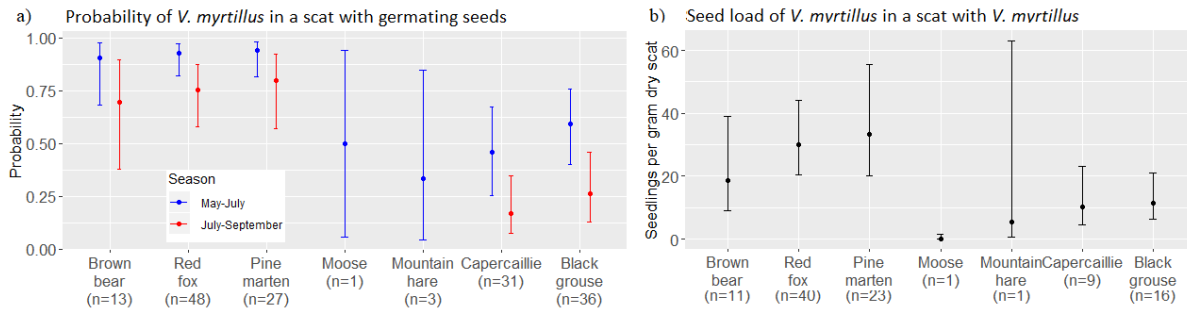 a) Probability of V. myrtillus in a scat with germating seeds
1.00
0.75
0.50
0.25
0.00
Probability
Season
May-July
July-September
Brown bear (n=13)
Red fox (n=48)
Pine marten (n=27)
Moose (n=1)
Mountain hare (n=3)
Capercaillie (n=31)
Black grouse (n=36)
b) Seed load of V. myrtillus in a scat with V. myrtillus
60
40
20
0
Seedlings per gram dry scat
Brown bear (n=11)
Red fox (n=40)
Pine marten (n=23)
Moose (n=1)
Mountain hare (n=1)
Capercaillie (n=9)
Black grouse (n=16)